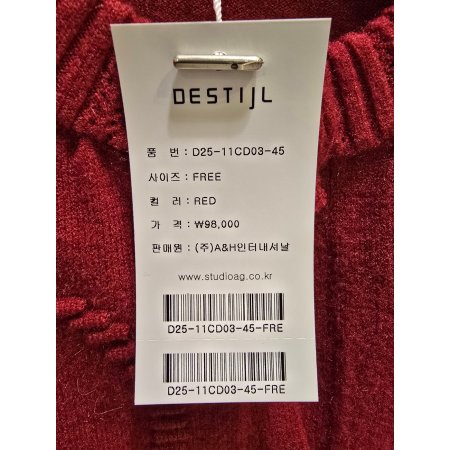 DESTIJL
품 번 : D25-11CD03-45
사이즈 : FREE
컬 러 : RED
가 격 : ₩98,000
판매원 : (주)A&H인터내셔날
www.studioag.co.kr
D25-11CD03-45-FRE
D25-11CD03-45-FRE